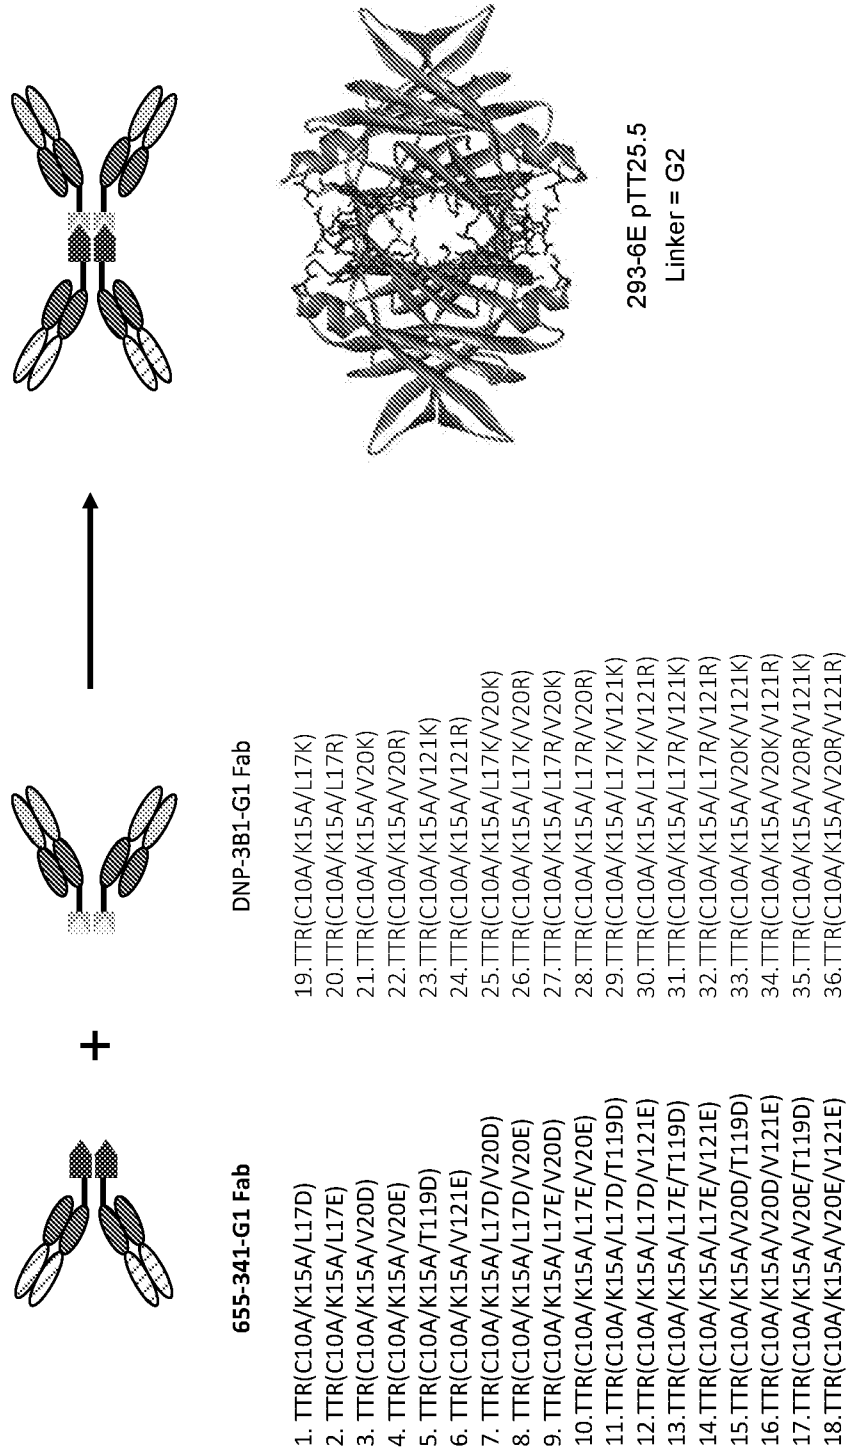 +
655-341-G1 Fab
1. TTR(C10A/K15A/L17D)
2. TTR(C10A/K15A/L17E)
3. TTR(C10A/K15A/V20D)
4. TTR(C10A/K15A/V20E)
5. TTR(C10A/K15A/T119D)
6. TTR(C10A/K15A/V121E)
7. TTR(C10A/K15A/L17D/V20D)
8. TTR(C10A/K15A/L17D/V20E)
9. TTR(C10A/K15A/L17E/V20D)
10.TTR(C10A/K15A/L17E/V20E)
11.TTR(C10A/K15A/L17D/T119D)
12.TTR(C10A/K15A/L17D/V121E)
13.TTR(C10A/K15A/L17E/T119D)
14.TTR(C10A/K15A/L17E/V121E)
15.TTR(C10A/K15A/V20D/T119D)
16.TTR(C10A/K15A/V20D/V121E)
17.TTR(C10A/K15A/V20E/T119D)
18.TTR(C10A/K15A/V20E/V121E)
DNP-3B1-G1 Fab
19.TTR(C10A/K15A/L17K)
20.TTR(C10A/K15A/L17R)
21.TTR(C10A/K15A/V20K)
22.TTR(C10A/K15A/V20R)
23.TTR(C10A/K15A/V121K)
24.TTR(C10A/K15A/V121R)
25.TTR(C10A/K15A/L17K/V20K)
26.TTR(C10A/K15A/L17K/V20R)
27.TTR(C10A/K15A/L17R/V20K)
28.TTR(C10A/K15A/L17R/V20R)
29.TTR(C10A/K15A/L17K/V121K)
30.TTR(C10A/K15A/L17K/V121R)
31.TTR(C10A/K15A/L17R/V121K)
32.TTR(C10A/K15A/L17R/V121R)
33.TTR(C10A/K15A/V20K/V121K)
34.TTR(C10A/K15A/V20K/V121R)
35.TTR(C10A/K15A/V20R/V121K)
36.TTR(C10A/K15A/V20R/V121R)
293-6E pTT25.5
Linker = G2